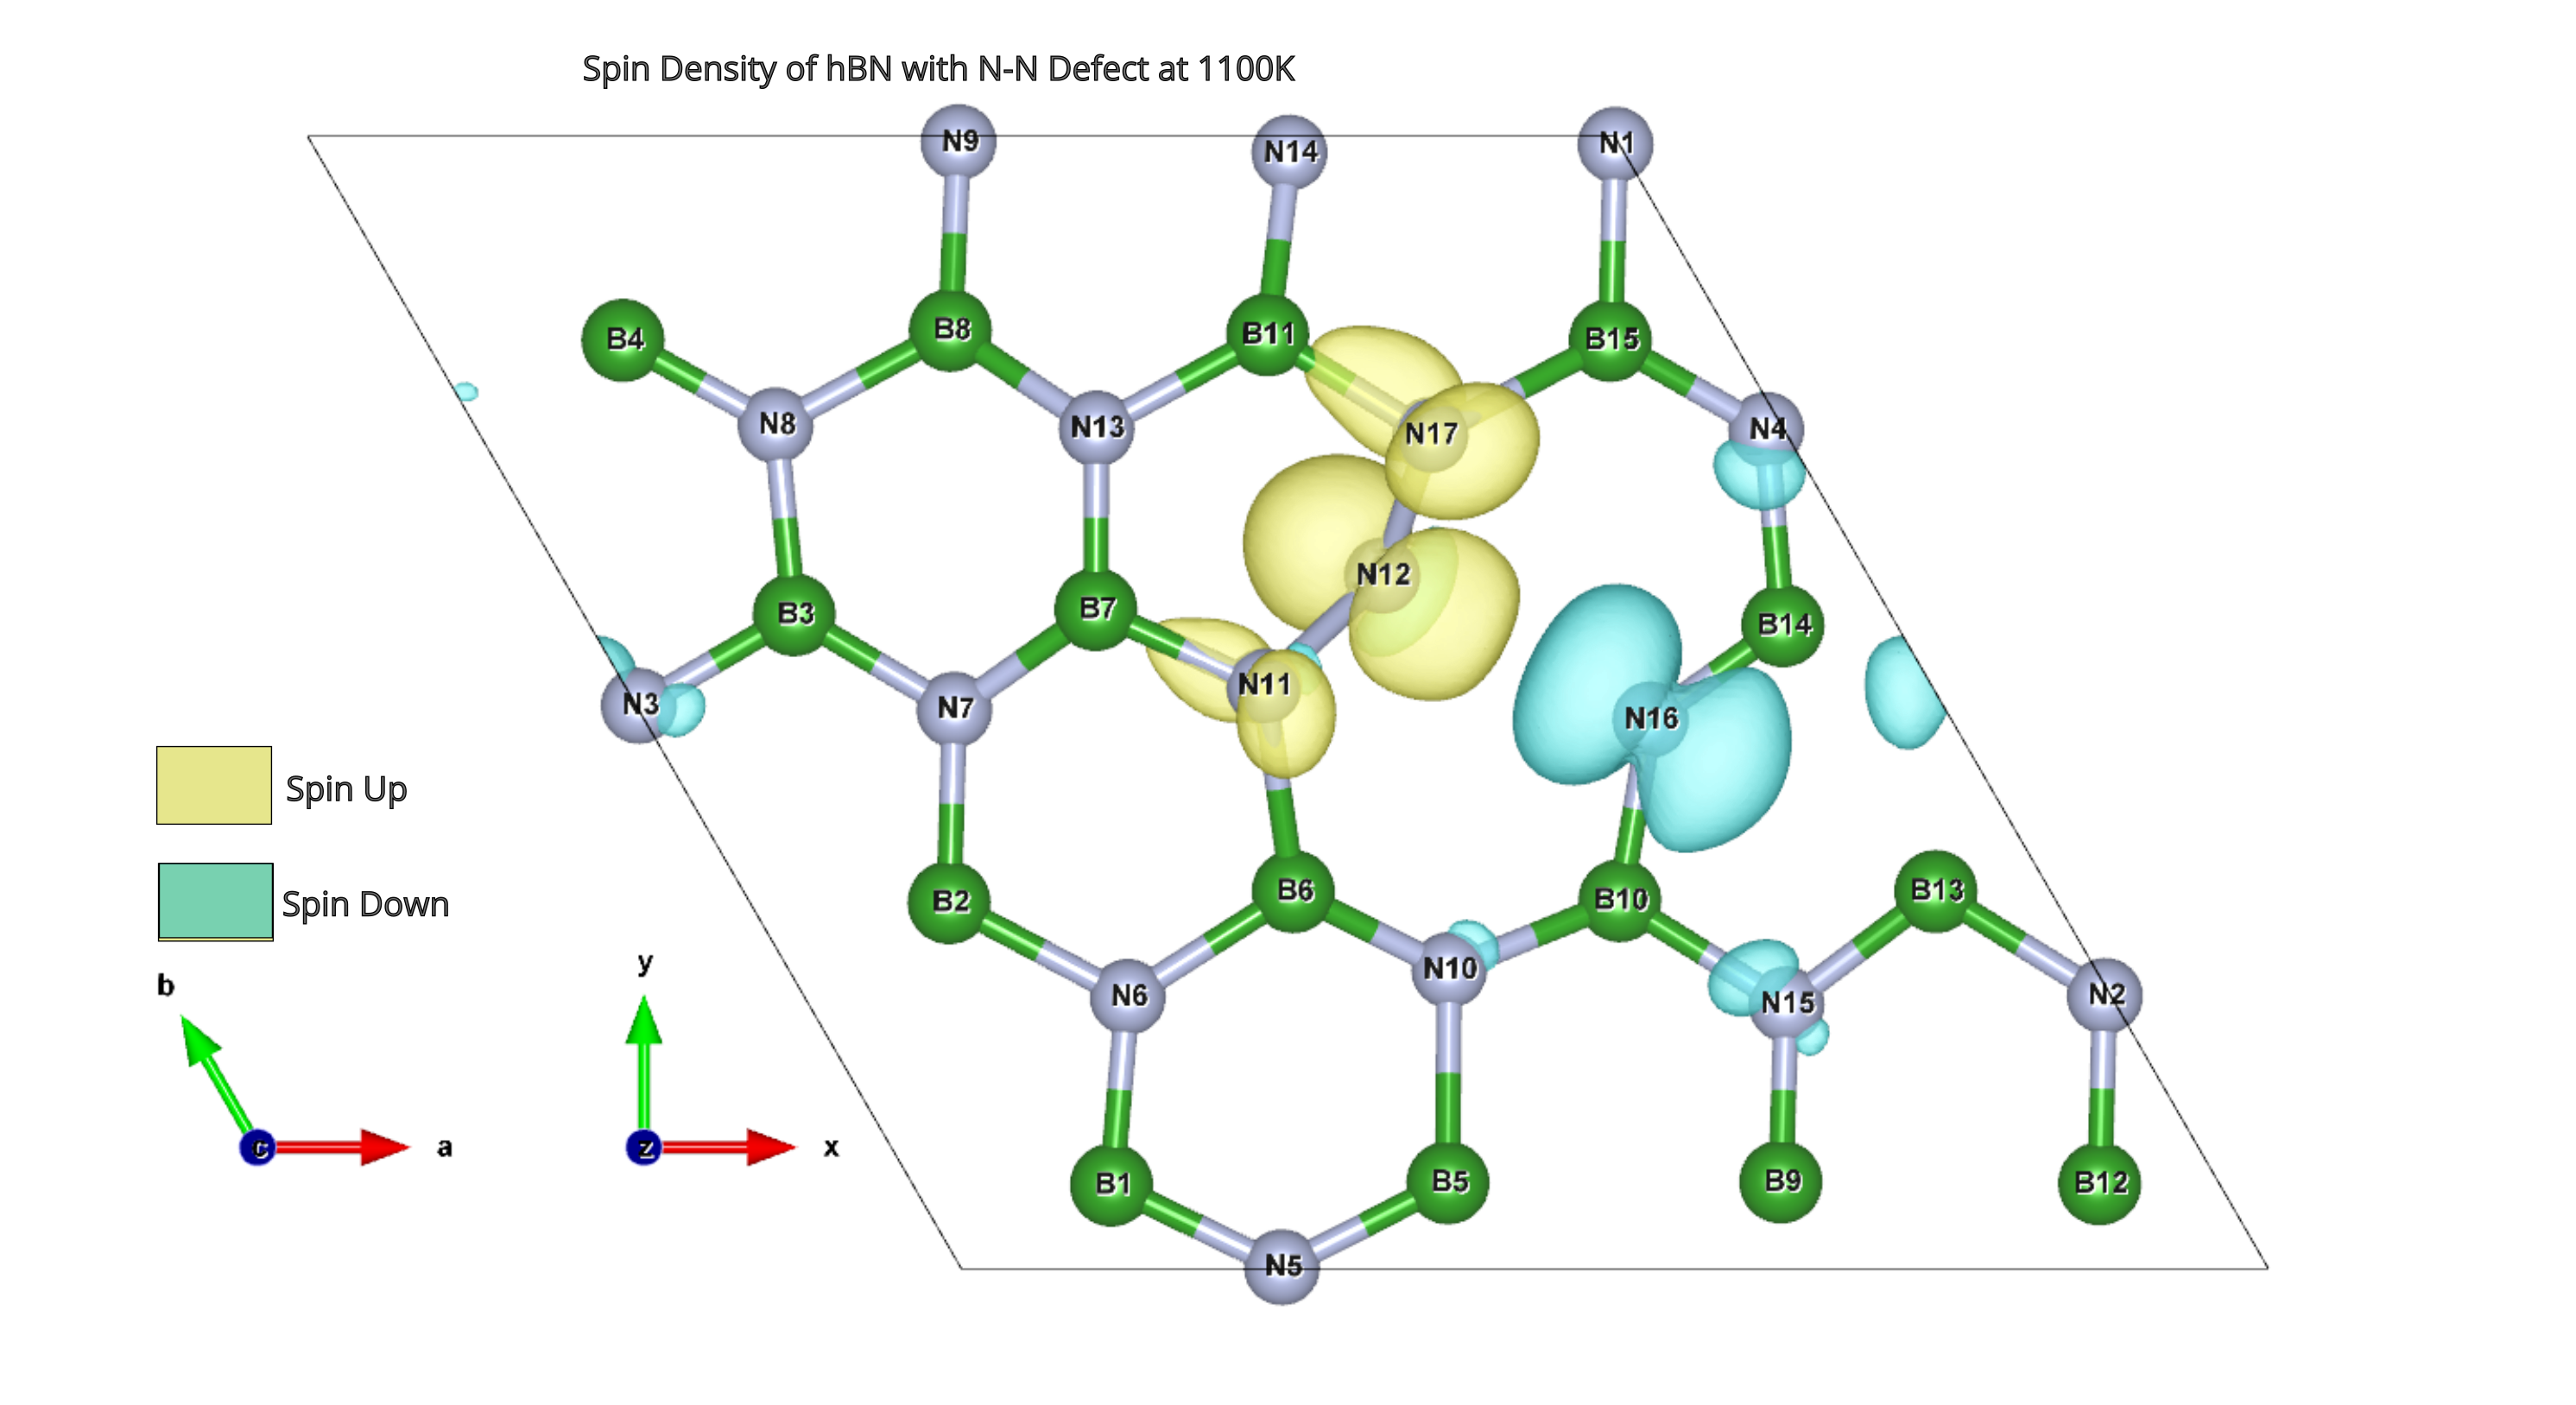 Spin Density of hBN with N-N Defect at 1100K
N9
N14
N1
B4
B8
B11
B15
N8
N13
N17
N4
N12
B3
B7
B14
N3
N7
N11
N16
Spin Up
B2
B6
B10
B13
Spin Down
N6
N10
N15
N2
b
y
c
a
z
x
B1
B5
B9
B12
N5